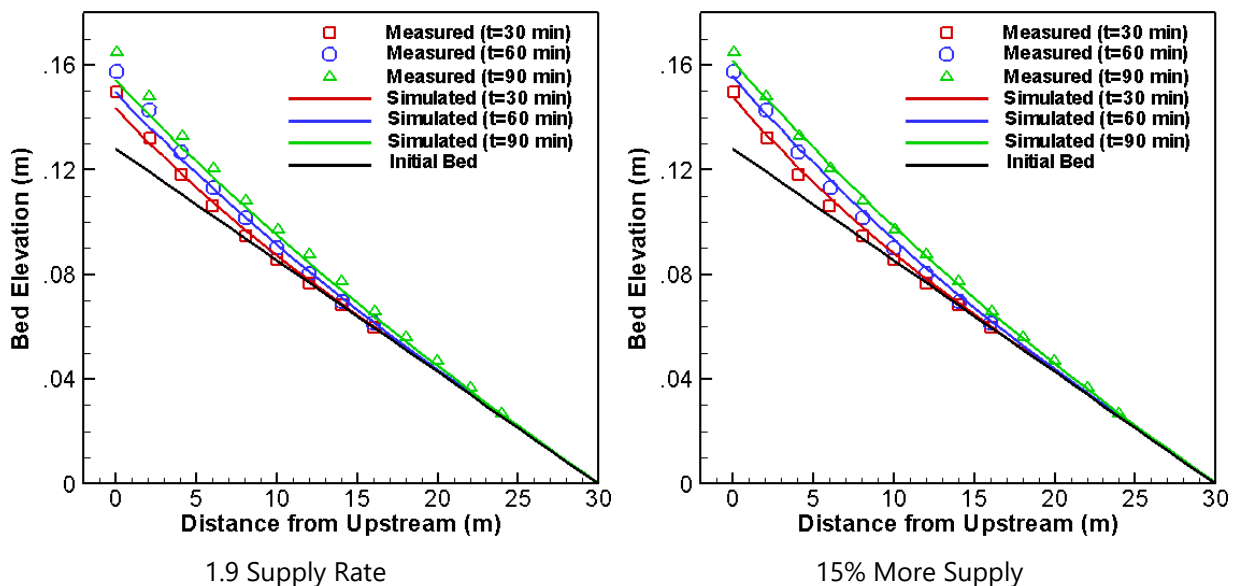 Measured (t=30 min)
Measured (t=60 min)
Measured (t=90 min)
Simulated (t=30 min)
Simulated (t=60 min)
Simulated (t=90 min)
Initial Bed
Bed Elevation (m)
.16
.12
.08
.04
0
0 5 10 15 20 25 30
Distance from Upstream (m)
1.9 Supply Rate
Measured (t=30 min)
Measured (t=60 min)
Measured (t=90 min)
Simulated (t=30 min)
Simulated (t=60 min)
Simulated (t=90 min)
Initial Bed
Bed Elevation (m)
.16
.12
.08
.04
0
0 5 10 15 20 25 30
Distance from Upstream (m)
15% More Supply